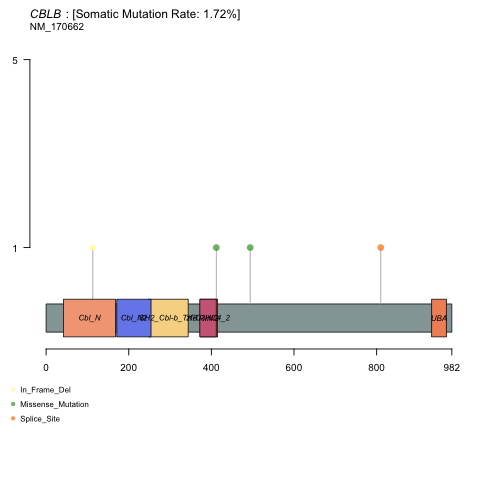 CBLB : [Somatic Mutation Rate: 1.72%]
NM_170662
5
1
Cbl_N
UBA
0
200
400
600
800
982
In_Frame_Del
Missense_Mutation
Splice_Site